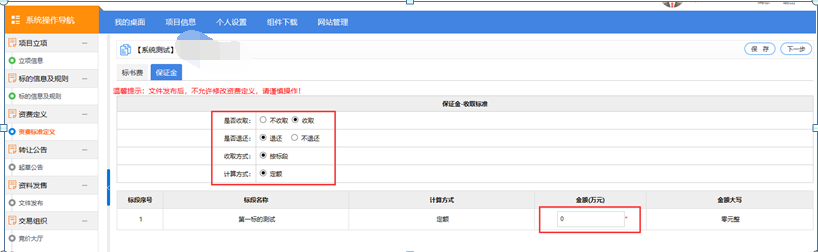 系统操作导航
我的桌面 项目信息 个人设置 组件下载 网站管理
项目立项
立项信息
标的信息及规则
标的信息及规则
资费定义
资费标准定义
转让公告
起草公告
资料发售
文件发布
交易组织
竞价大厅
【系统测试】
保 存 下一步
标书费 保证金
温馨提示：文件发布后，不允许修改资费定义，请谨慎操作！
保证金-收取标准
是否收取： 不收取 收取
是否退还： 退还 不退还
收取方式： 按标段
计算方式： 定额
标段序号 标段名称 计算方式 金额(万元) 金额大写
1 第一标的测试 定额 0 * 零元整